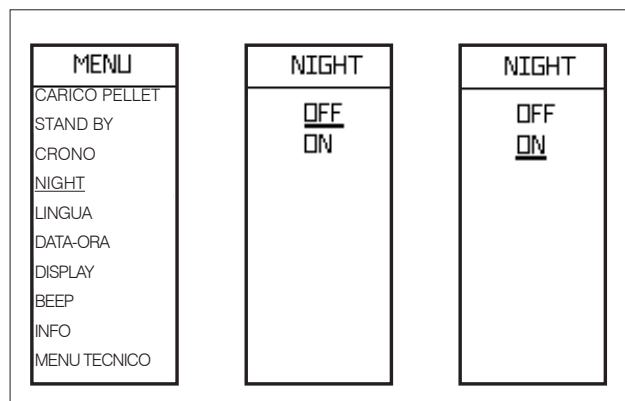 MENU
CARICO PELLET
STAND BY
CRONO
NIGHT
LINGUA
DATA-ORA
DISPLAY
BEEP
INFO
MENU TECNICO
NIGHT
OFF
ON
NIGHT
OFF
ON